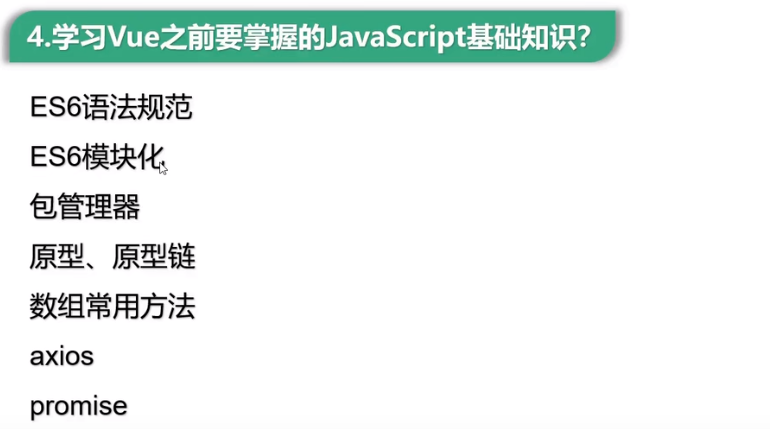 4.学习Vue之前要掌握的JavaScript基础知识？
ES6语法规范
ES6模块化
包管理器
原型、原型链
数组常用方法
axios
promise